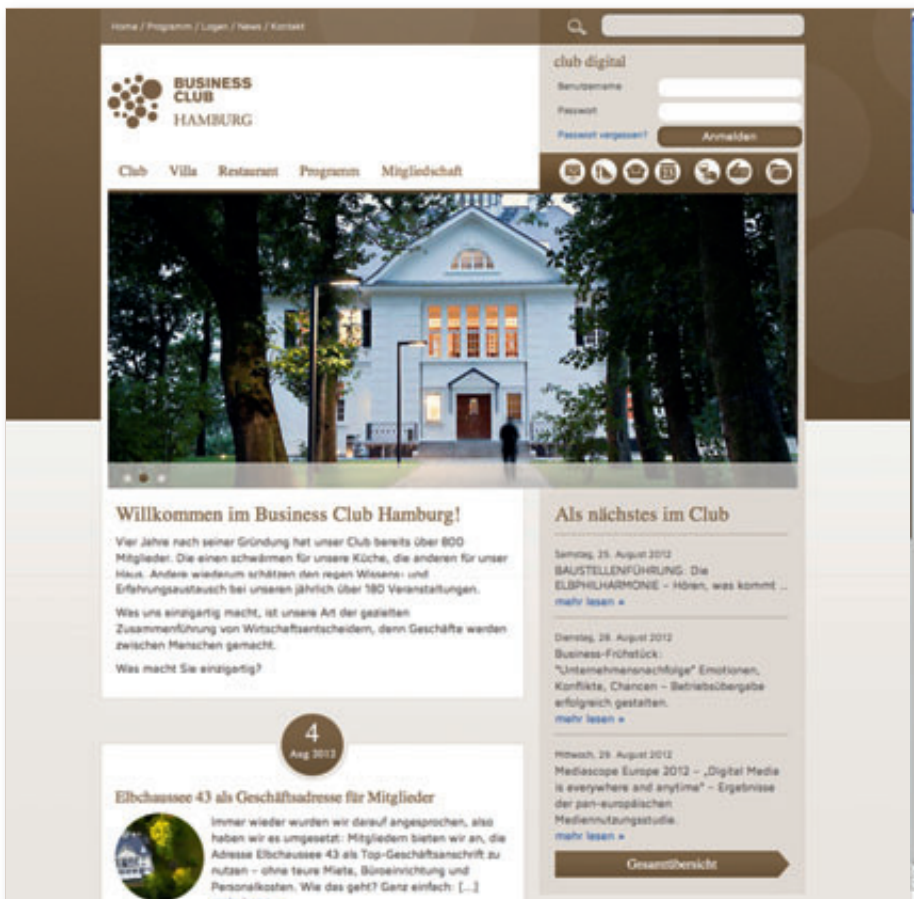 Home / Programm / Logen / News / Kontakt
BUSINESS
CLUB
HAMBURG
club digital
Benutzername
Passwort
Passwort vergessen?
Anmelden
Club Villa Restaurant Programm Mitgliedschaft
Willkommen im Business Club Hamburg!
Vier Jahre nach seiner Gründung hat unser Club bereits über 800
Mitglieder. Die einen schwärmen für unsere Küche, die anderen für unser
Haus. Andere wiederum schätzen den regen Wissens- und
Erfahrungsaustausch bei unseren jährlich über 180 Veranstaltungen.
Was uns einzigartig macht, ist unsere Art der gezielten
Zusammenführung von Wirtschaftsentscheidern, denn Geschäfte werden
zwischen Menschen gemacht.
Was macht Sie einzigartig?
4
Aug 2012
Elbchaussee 43 als Geschäftsadresse für Mitglieder
Immer wieder wurden wir darauf angesprochen, also
haben wir es umgesetzt: Mitgliedern bieten wir an, die
Adresse Elbchaussee 43 als Top-Geschäftsanschrift zu
nutzen – ohne teure Miete, Büroeinrichtung und
Personalkosten. Wie das geht? Ganz einfach: [...]
Als nächstes im Club
Samstag, 25. August 2012
BAUSTELLENFÜHRUNG: Die
ELBPHILHARMONIE – Hören, was kommt ...
mehr lesen »
Dienstag, 28. August 2012
Business-Frühstück:
"Unternehmensnachfolge" Emotionen,
Konflikte, Chancen – Betriebsübergabe
erfolgreich gestalten.
mehr lesen »
Mittwoch, 29. August 2012
Mediascope Europe 2012 – „Digital Media
is everywhere and anytime" – Ergebnisse
der pan-europäischen
Mediennutzungsstudie.
mehr lesen »
Gesamtübersicht